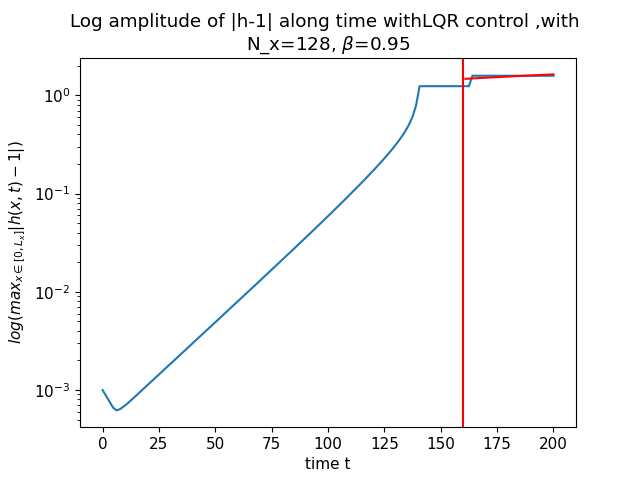 Log amplitude of |h-1| along time withLQR control ,with
N_x=128, β=0.95
10⁰
10⁻¹
10⁻²
10⁻³
log(max_{x∈[0,L_x]}|h(x, t) − 1|)
0 25 50 75 100 125 150 175 200
time t